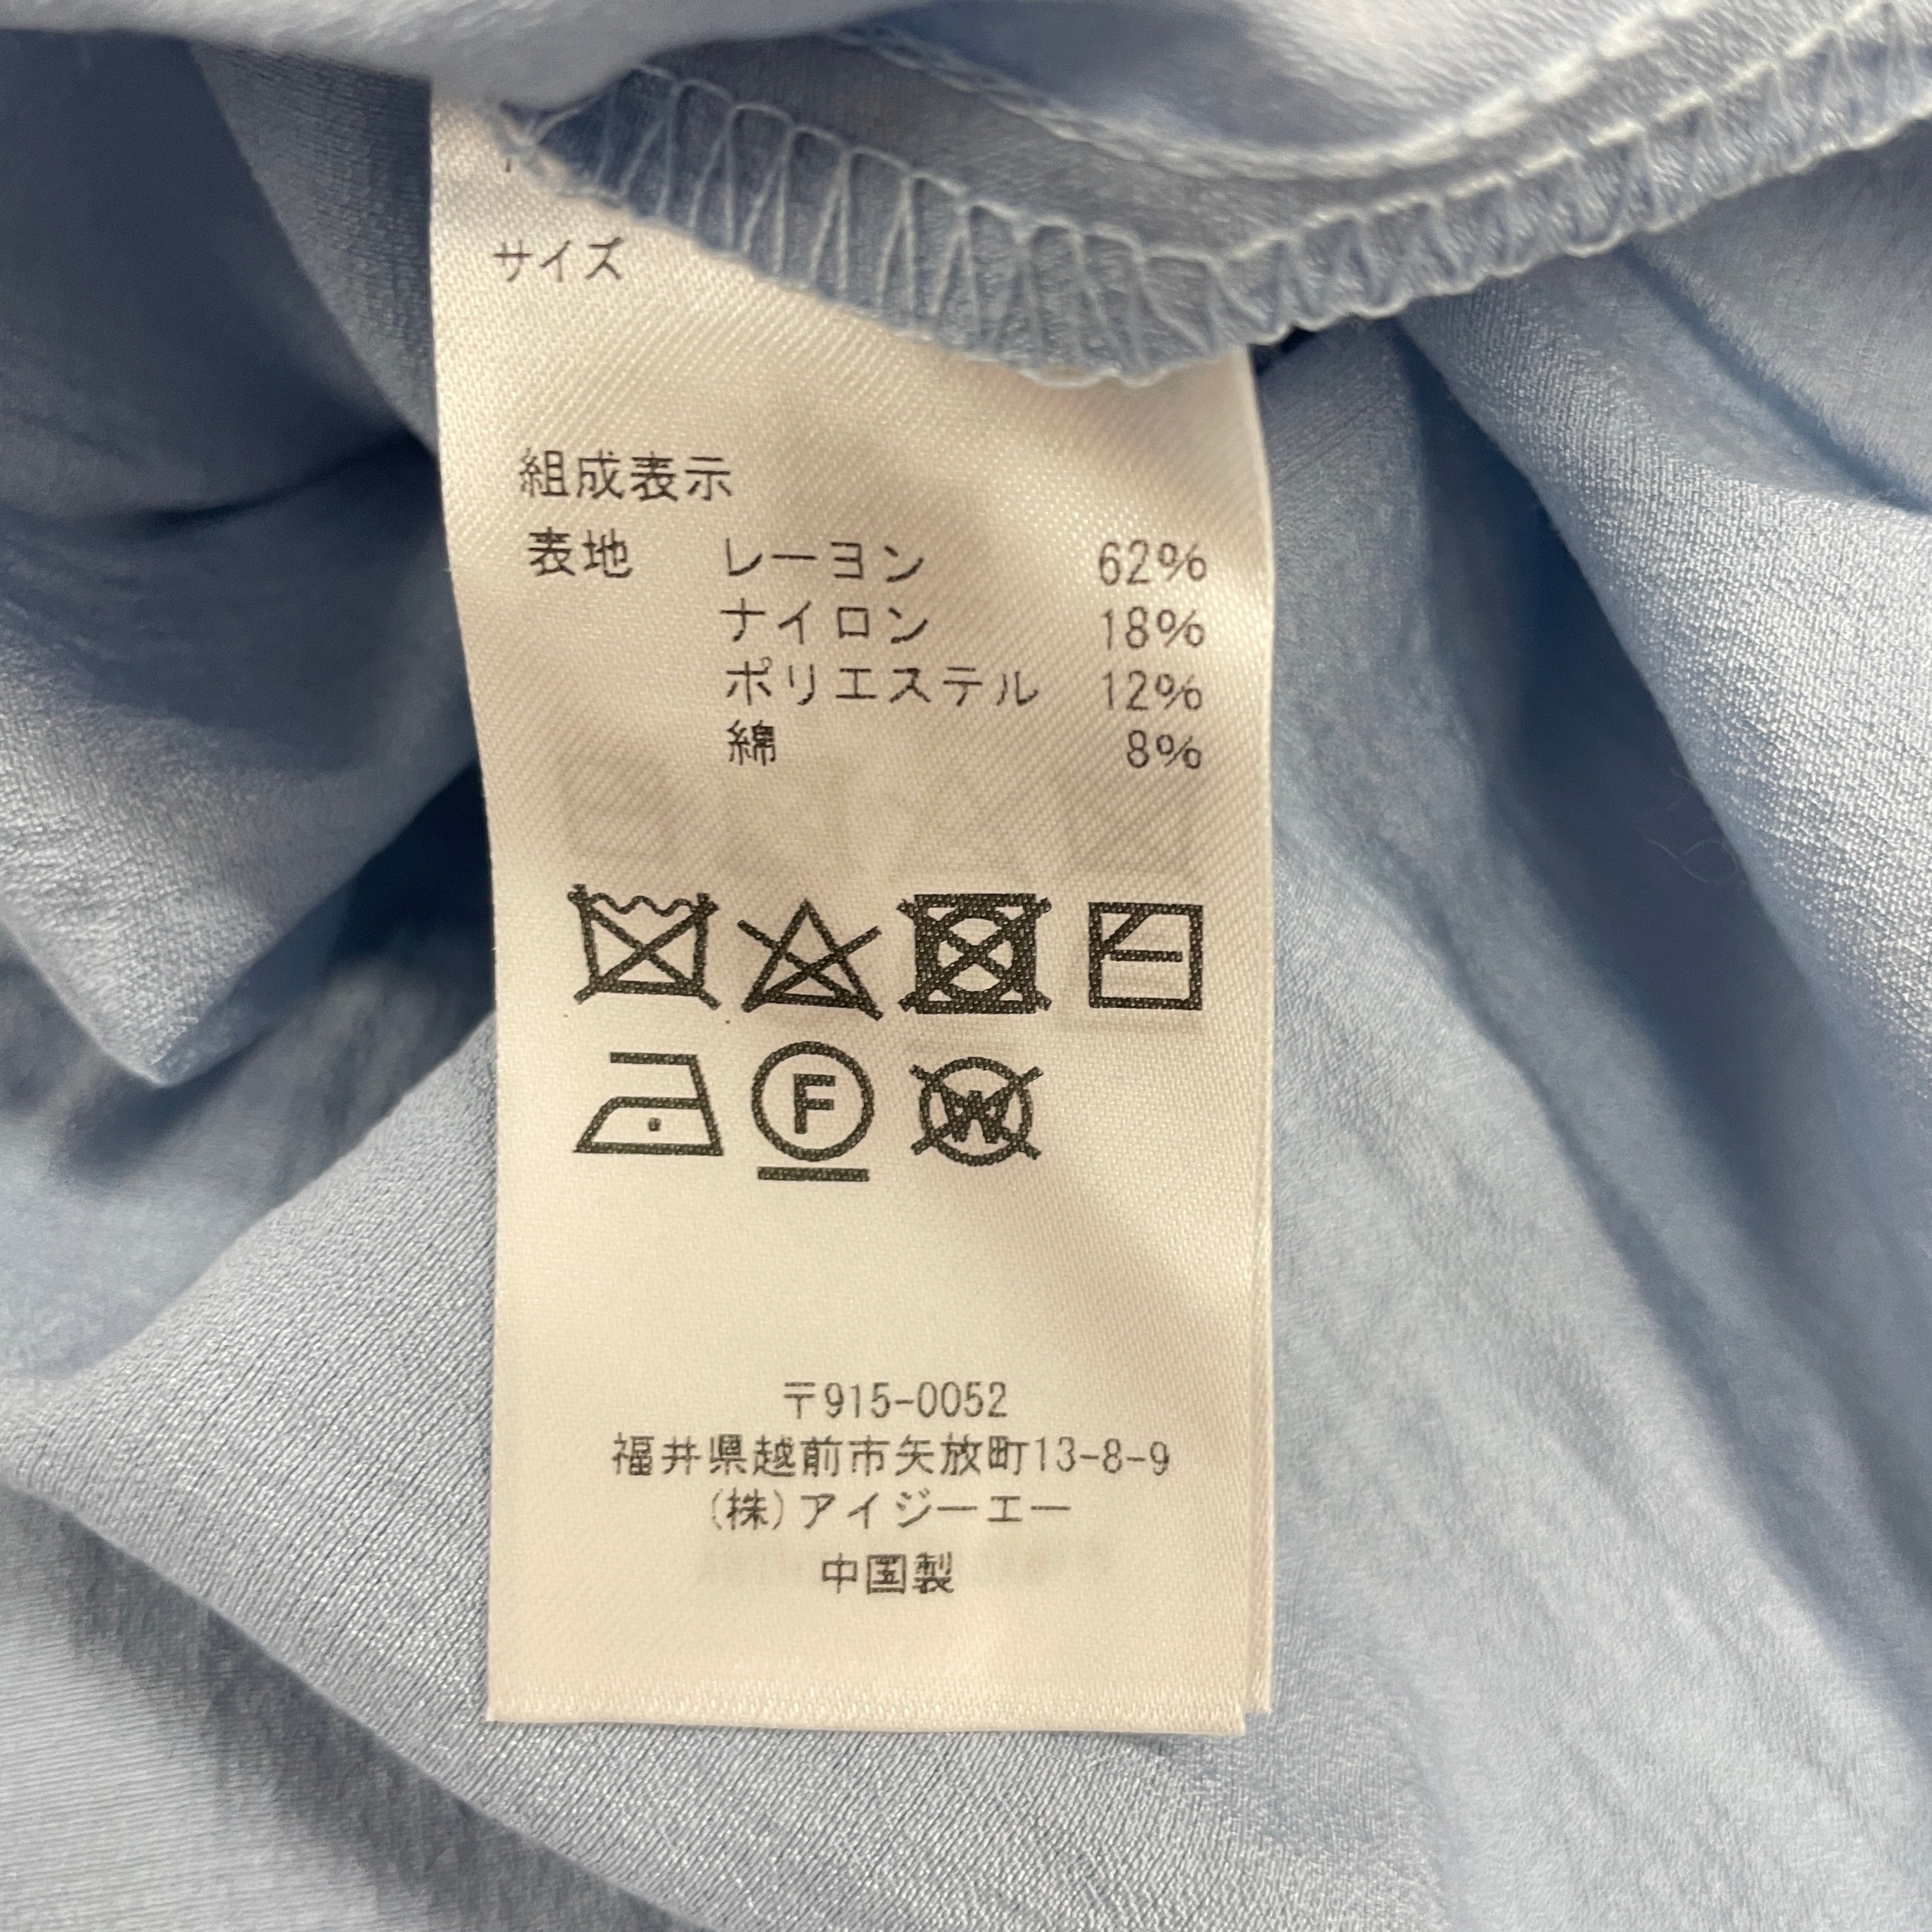 サイズ
組成表示
表地 レーヨン 62%
ナイロン 18%
ポリエステル 12%
綿 8%
F
W
〒915-0052
福井県越前市矢放町13-8-9
(株)アイジーエー
中国製